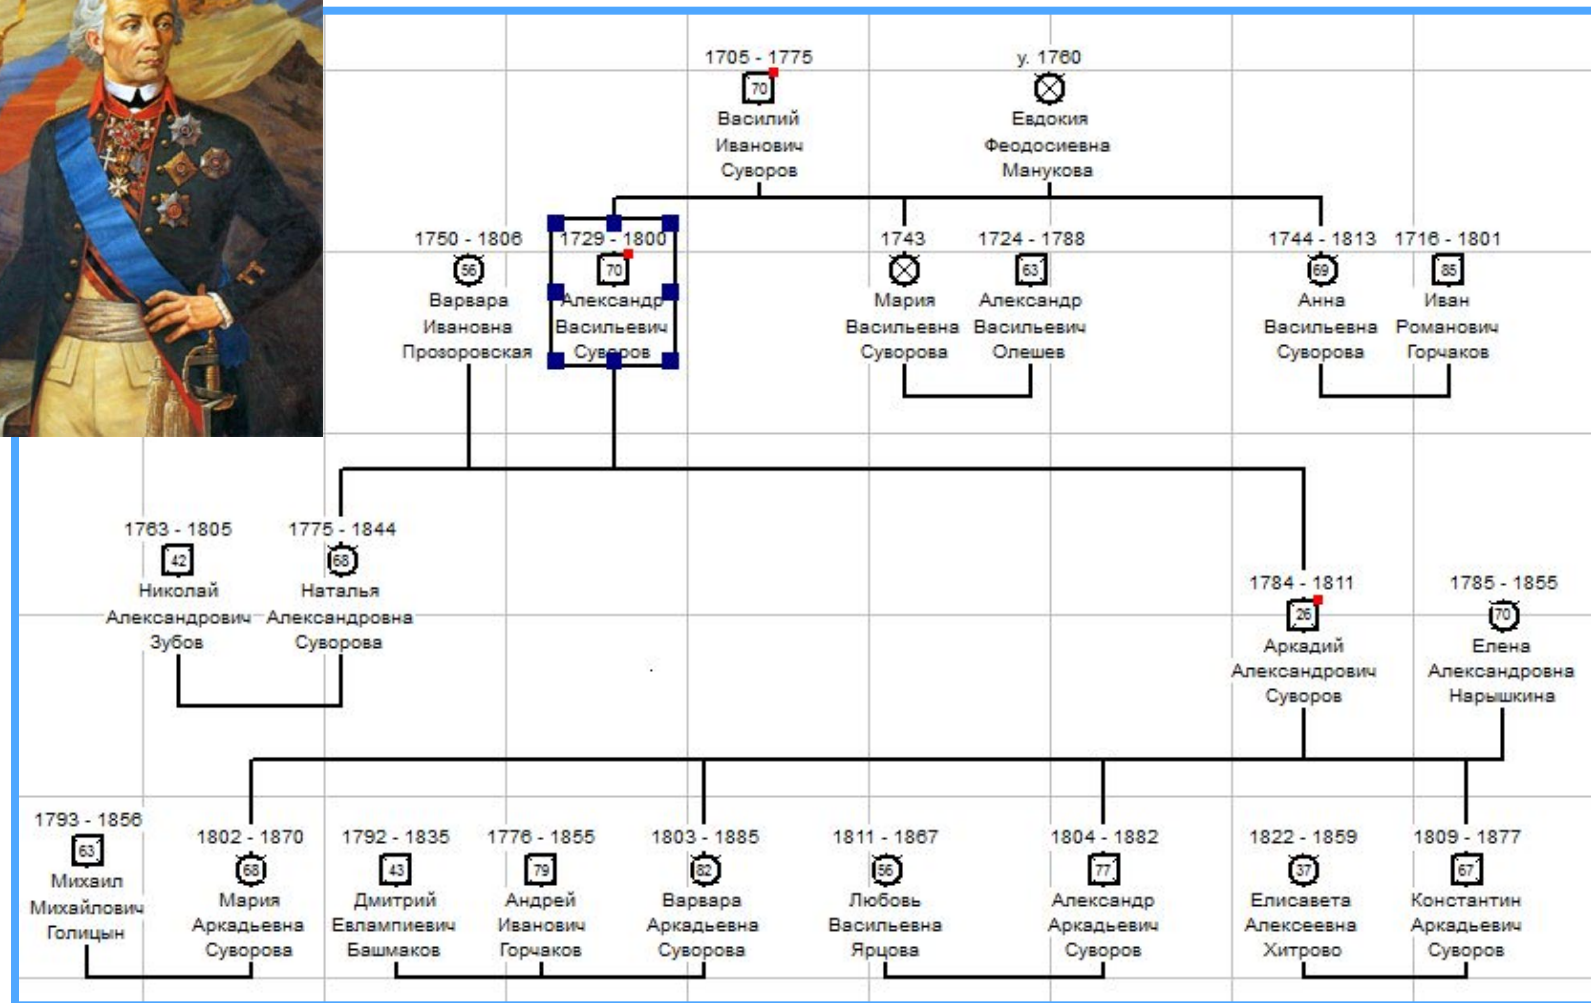 1705 - 1775
70
Василий
Иванович
Суворов
у. 1760
Евдокия
Феодосиевна
Манукова
1750 - 1806
56
Варвара
Ивановна
Прозоровская
1729 - 1800
70
Александр
Васильевич
Суворов
1743
Мария
Васильевна
Суворова
1724 - 1788
63
Александр
Васильевич
Олешев
1744 - 1813
69
Анна
Васильевна
Суворова
1716 - 1801
85
Иван
Романович
Горчаков
1763 - 1805
42
Николай
Александрович
Зубов
1775 - 1844
68
Наталья
Александровна
Суворова
1784 - 1811
26
Аркадий
Александрович
Суворов
1785 - 1855
70
Елена
Александровна
Нарышкина
1793 - 1856
63
Михаил
Михайлович
Голицын
1802 - 1870
68
Мария
Аркадьевна
Суворова
1792 - 1835
43
Дмитрий
Евлампиевич
Башмаков
1776 - 1855
79
Андрей
Иванович
Горчаков
1803 - 1885
82
Варвара
Аркадьевна
Суворова
1811 - 1867
56
Любовь
Васильевна
Ярцова
1804 - 1882
77
Александр
Аркадьевич
Суворов
1822 - 1859
37
Елисавета
Алексеевна
Хитрово
1809 - 1877
67
Константин
Аркадьевич
Суворов